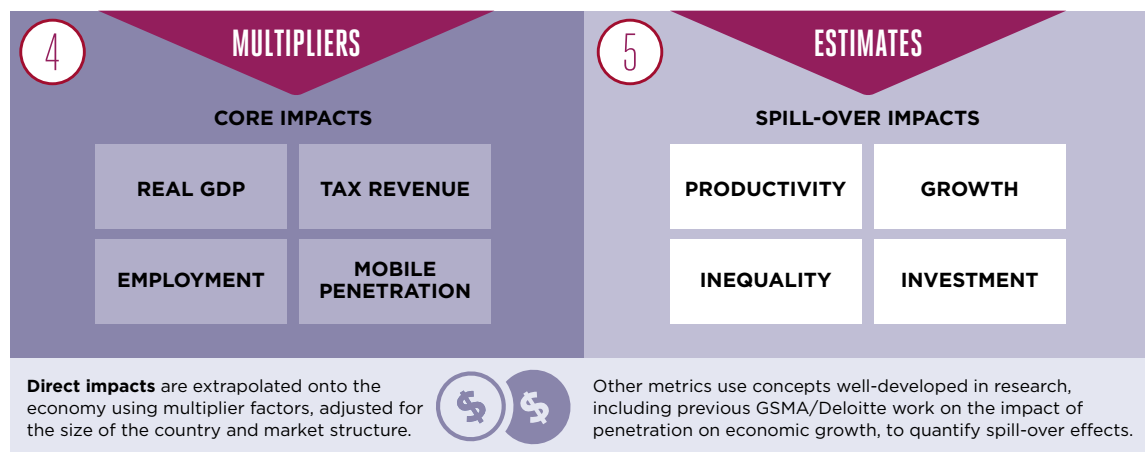 4
MULTIPLIERS
CORE IMPACTS
REAL GDP
TAX REVENUE
EMPLOYMENT
MOBILE
PENETRATION
Direct impacts are extrapolated onto the
economy using multiplier factors, adjusted for
the size of the country and market structure.
$ $
5
ESTIMATES
SPILL-OVER IMPACTS
PRODUCTIVITY
GROWTH
INEQUALITY
INVESTMENT
Other metrics use concepts well-developed in research,
including previous GSMA/Deloitte work on the impact of
penetration on economic growth, to quantify spill-over effects.